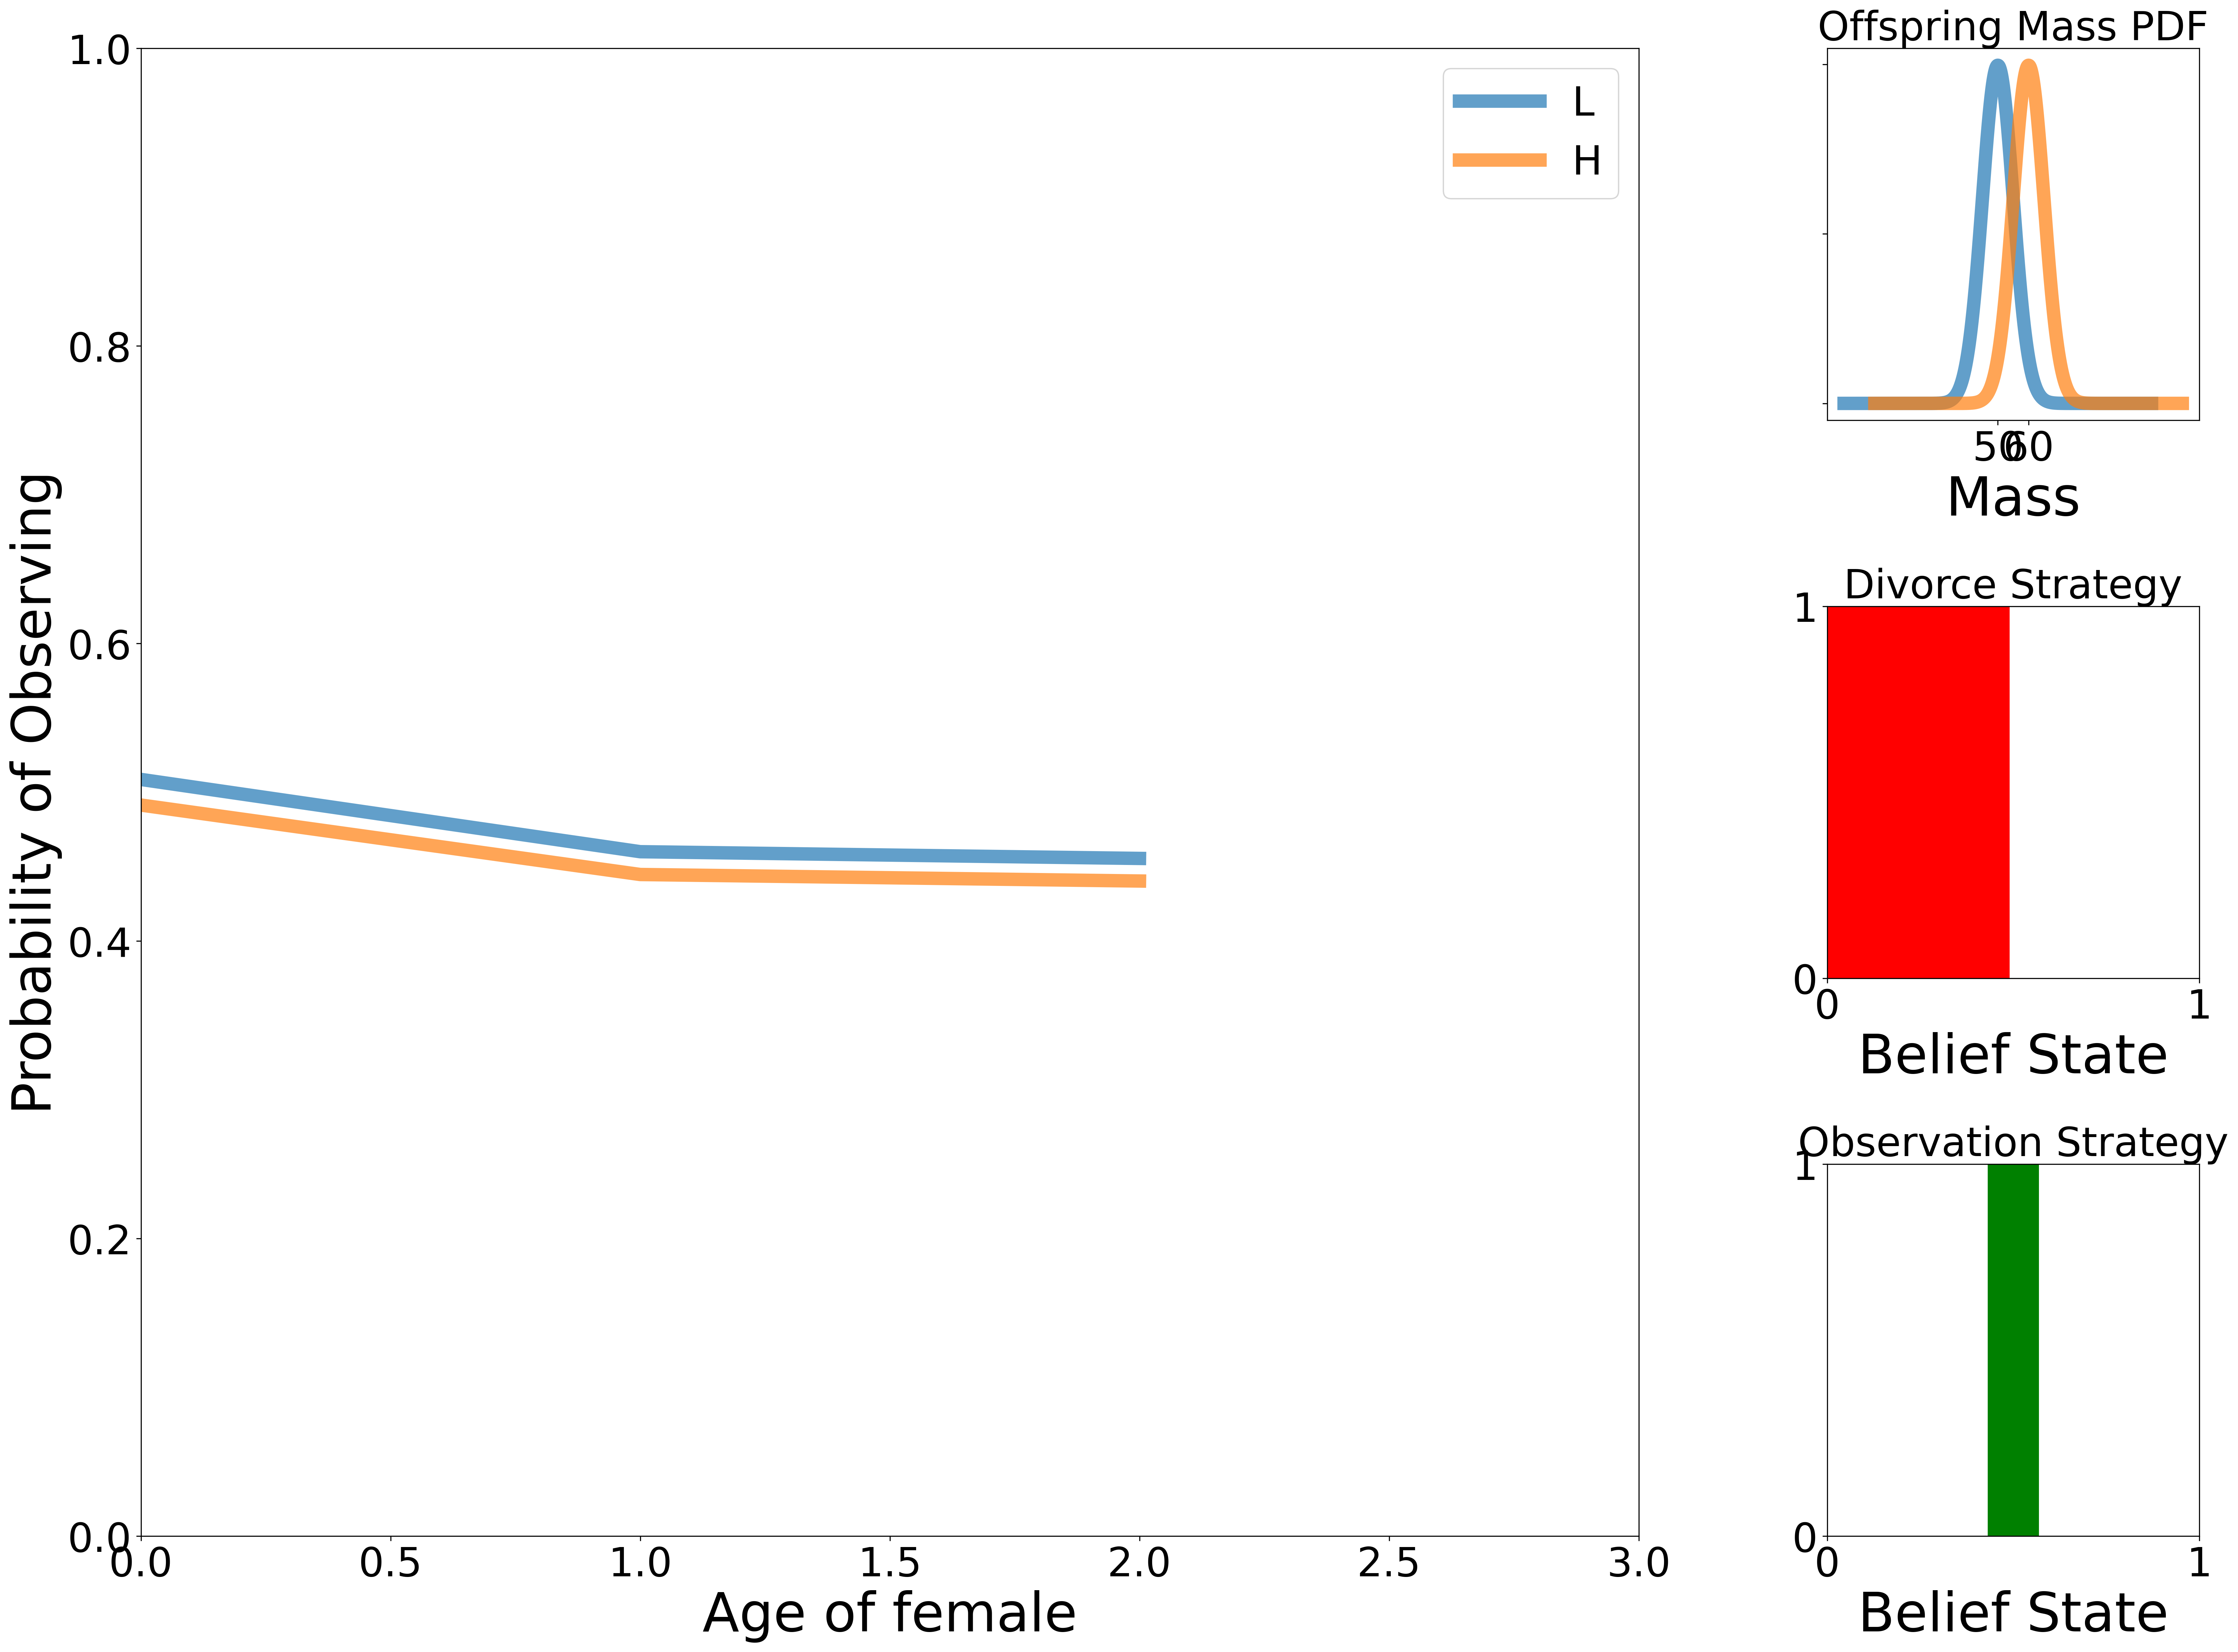 1.0
0.8
0.6
0.4
0.2
0.0
0.0 0.5 1.0 1.5 2.0 2.5 3.0
Age of female
Probability of Observing
L
H
Offspring Mass PDF
50 60
Mass
Divorce Strategy
1
0
0 1
Belief State
Observation Strategy
1
0
0 1
Belief State